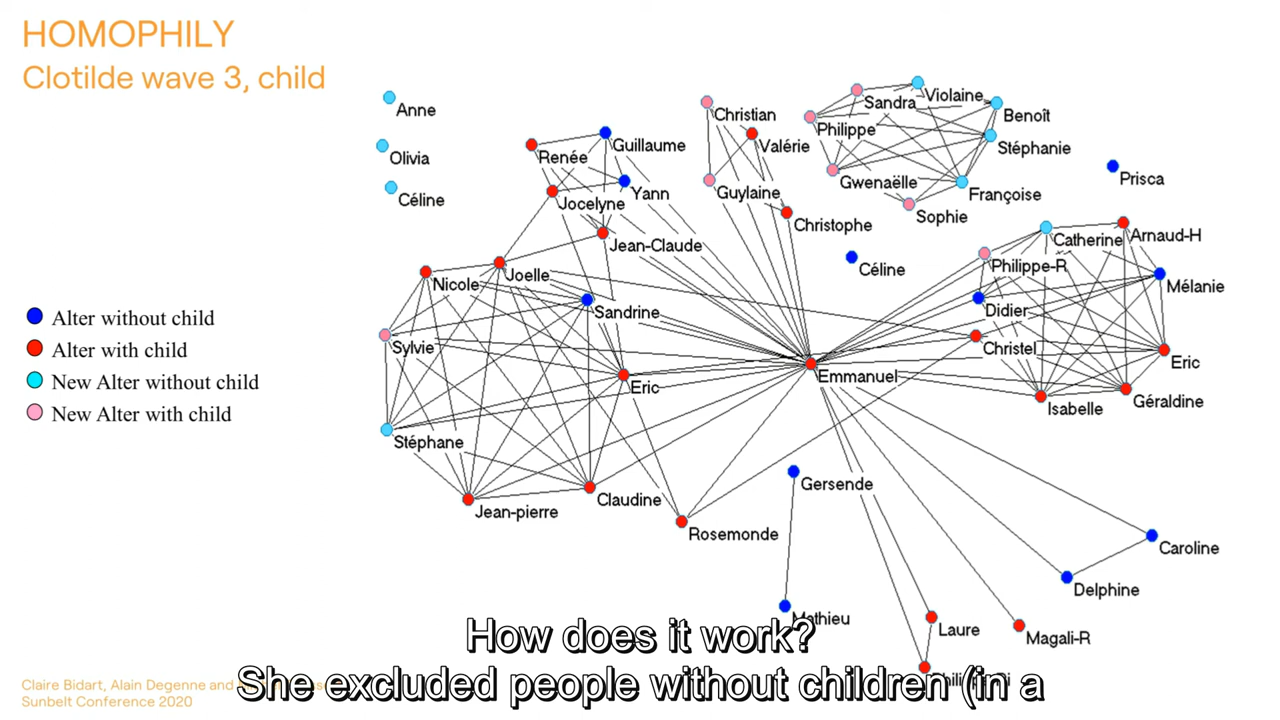 HOMOPHILY
Clotilde wave 3, child
Anne
Olivia
Céline
Renée
Guillaume
Jocelyne
Yann
Jean-Claude
Christian
Valérie
Guylaine
Christophe
Sandra
Violaine
Benoît
Philippe
Stéphanie
Gwenaëlle
Françoise
Sophie
Prisca
Céline
Catherine
Arnaud-H
Philippe-R
Mélanie
Didier
Christel
Eric
Isabelle
Géraldine
Nicole
Joelle
Sandrine
Sylvie
Eric
Emmanuel
Stéphane
Jean-pierre
Claudine
Rosemonde
Gersende
Mathieu
Caroline
Delphine
Laure
Magali-R
Alter without child
Alter with child
New Alter without child
New Alter with child
How does it work?
She excluded people without children (in a
Claire Bidart, Alain Degenne and
Sunbelt Conference 2020